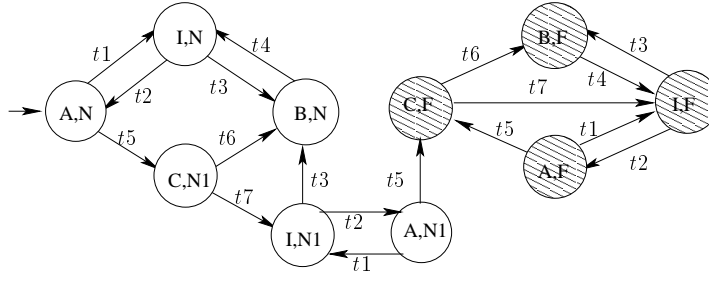 I,N
B,F
t1
t4
t6
t3
t2
t3
t7
t4
A,N
B,N
C,F
I,F
t5
t6
t5
t1
t2
C,N1
A,F
t7
t3
t5
I,N1
t2
A,N1
t1